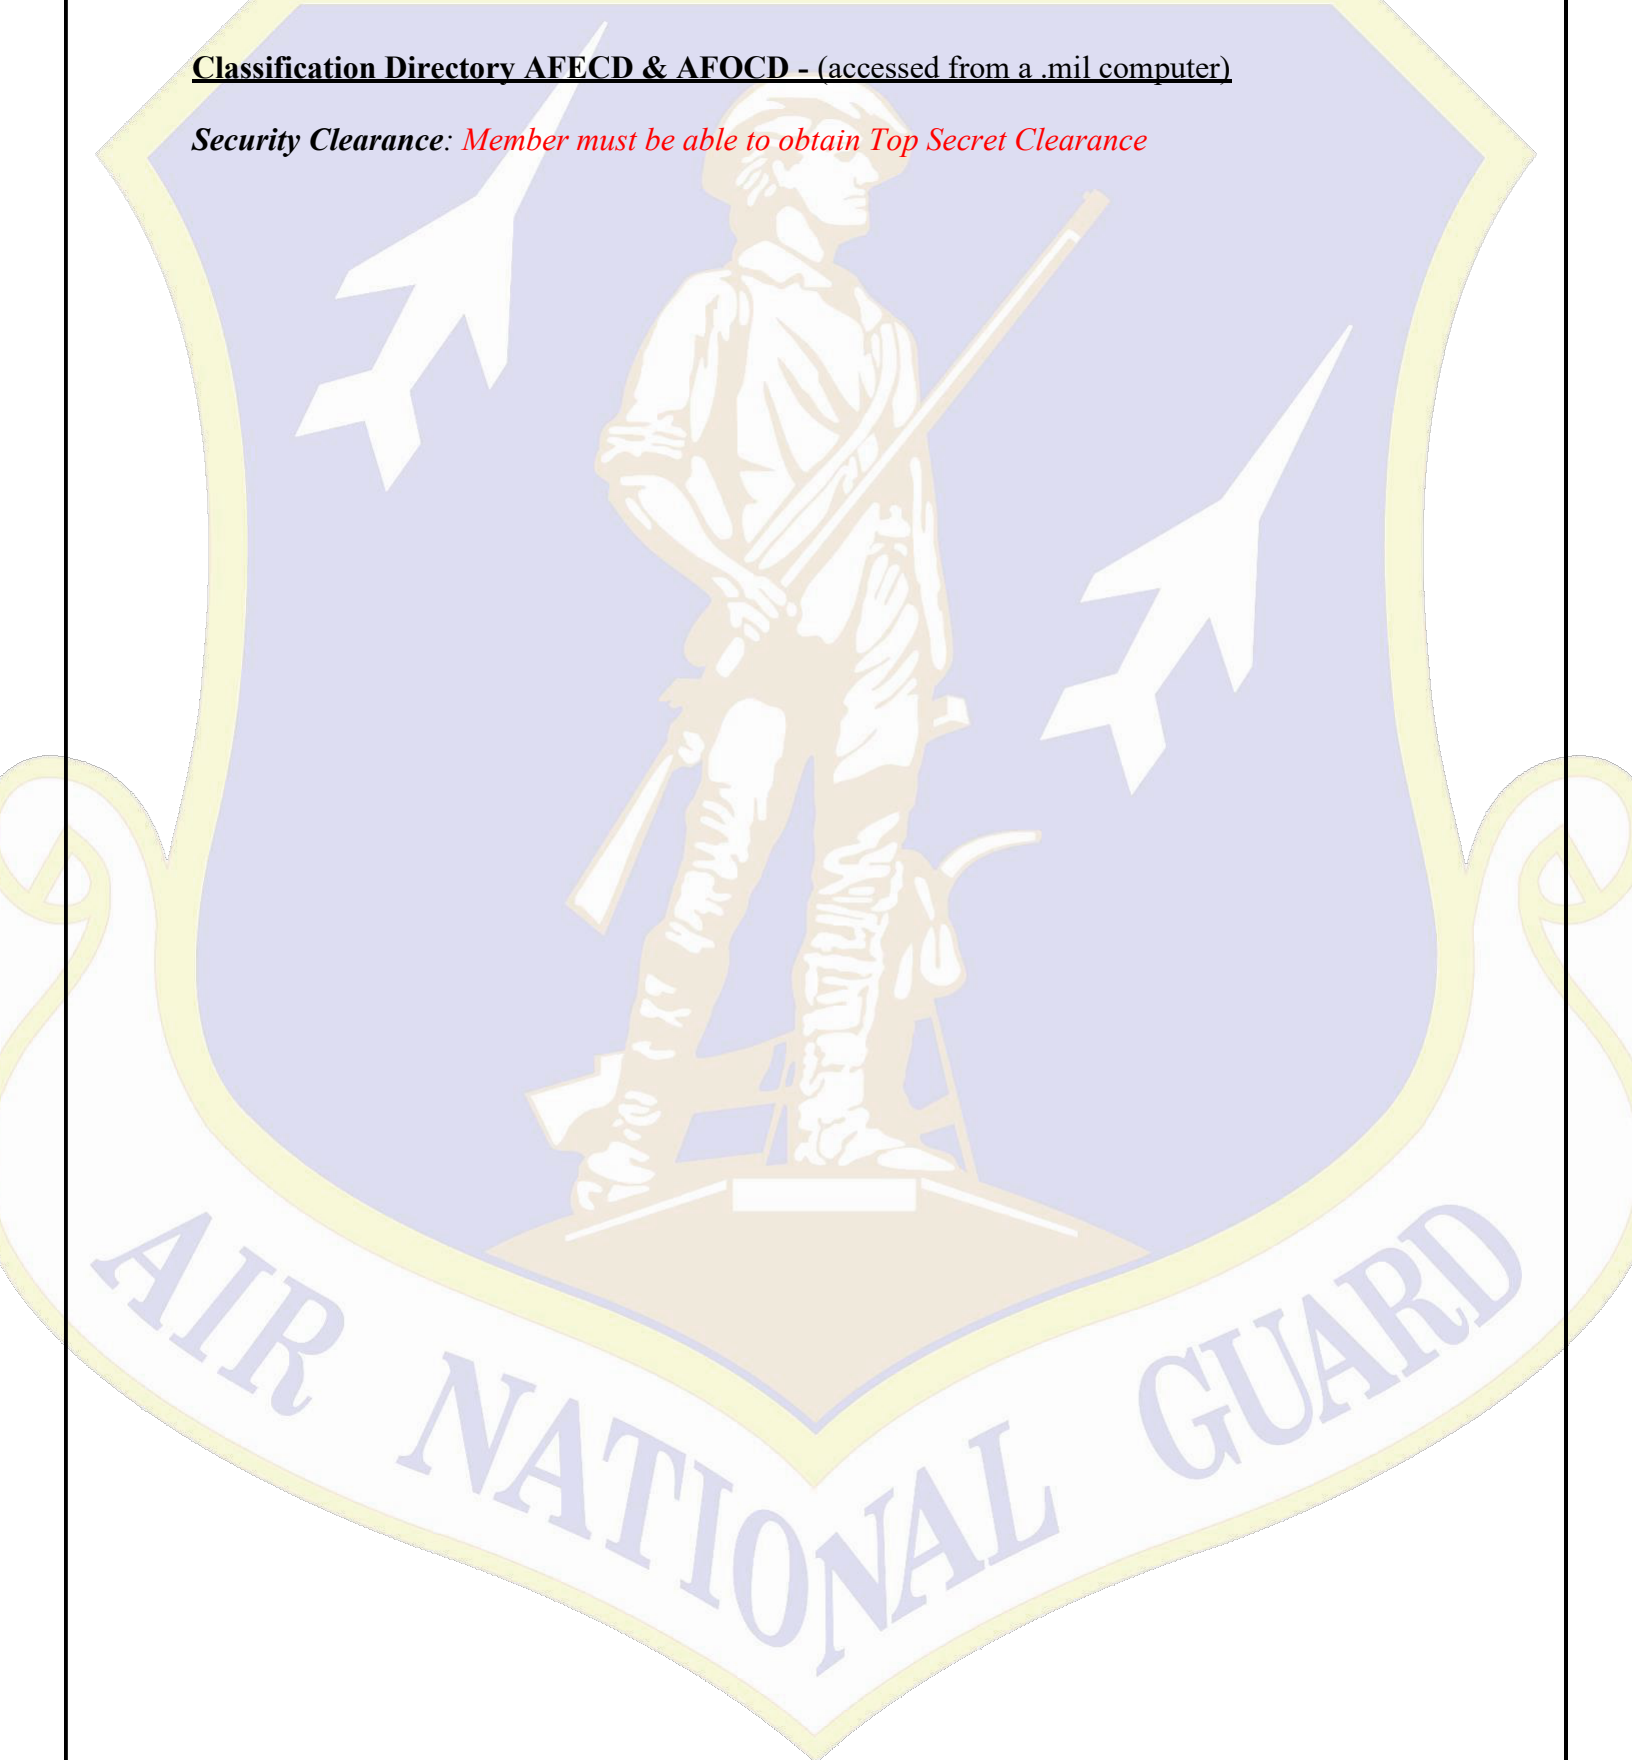 Classification Directory AFECD & AFOCD - (accessed from a .mil computer)
Security Clearance: Member must be able to obtain Top Secret Clearance
AIR NATIONAL GUARD